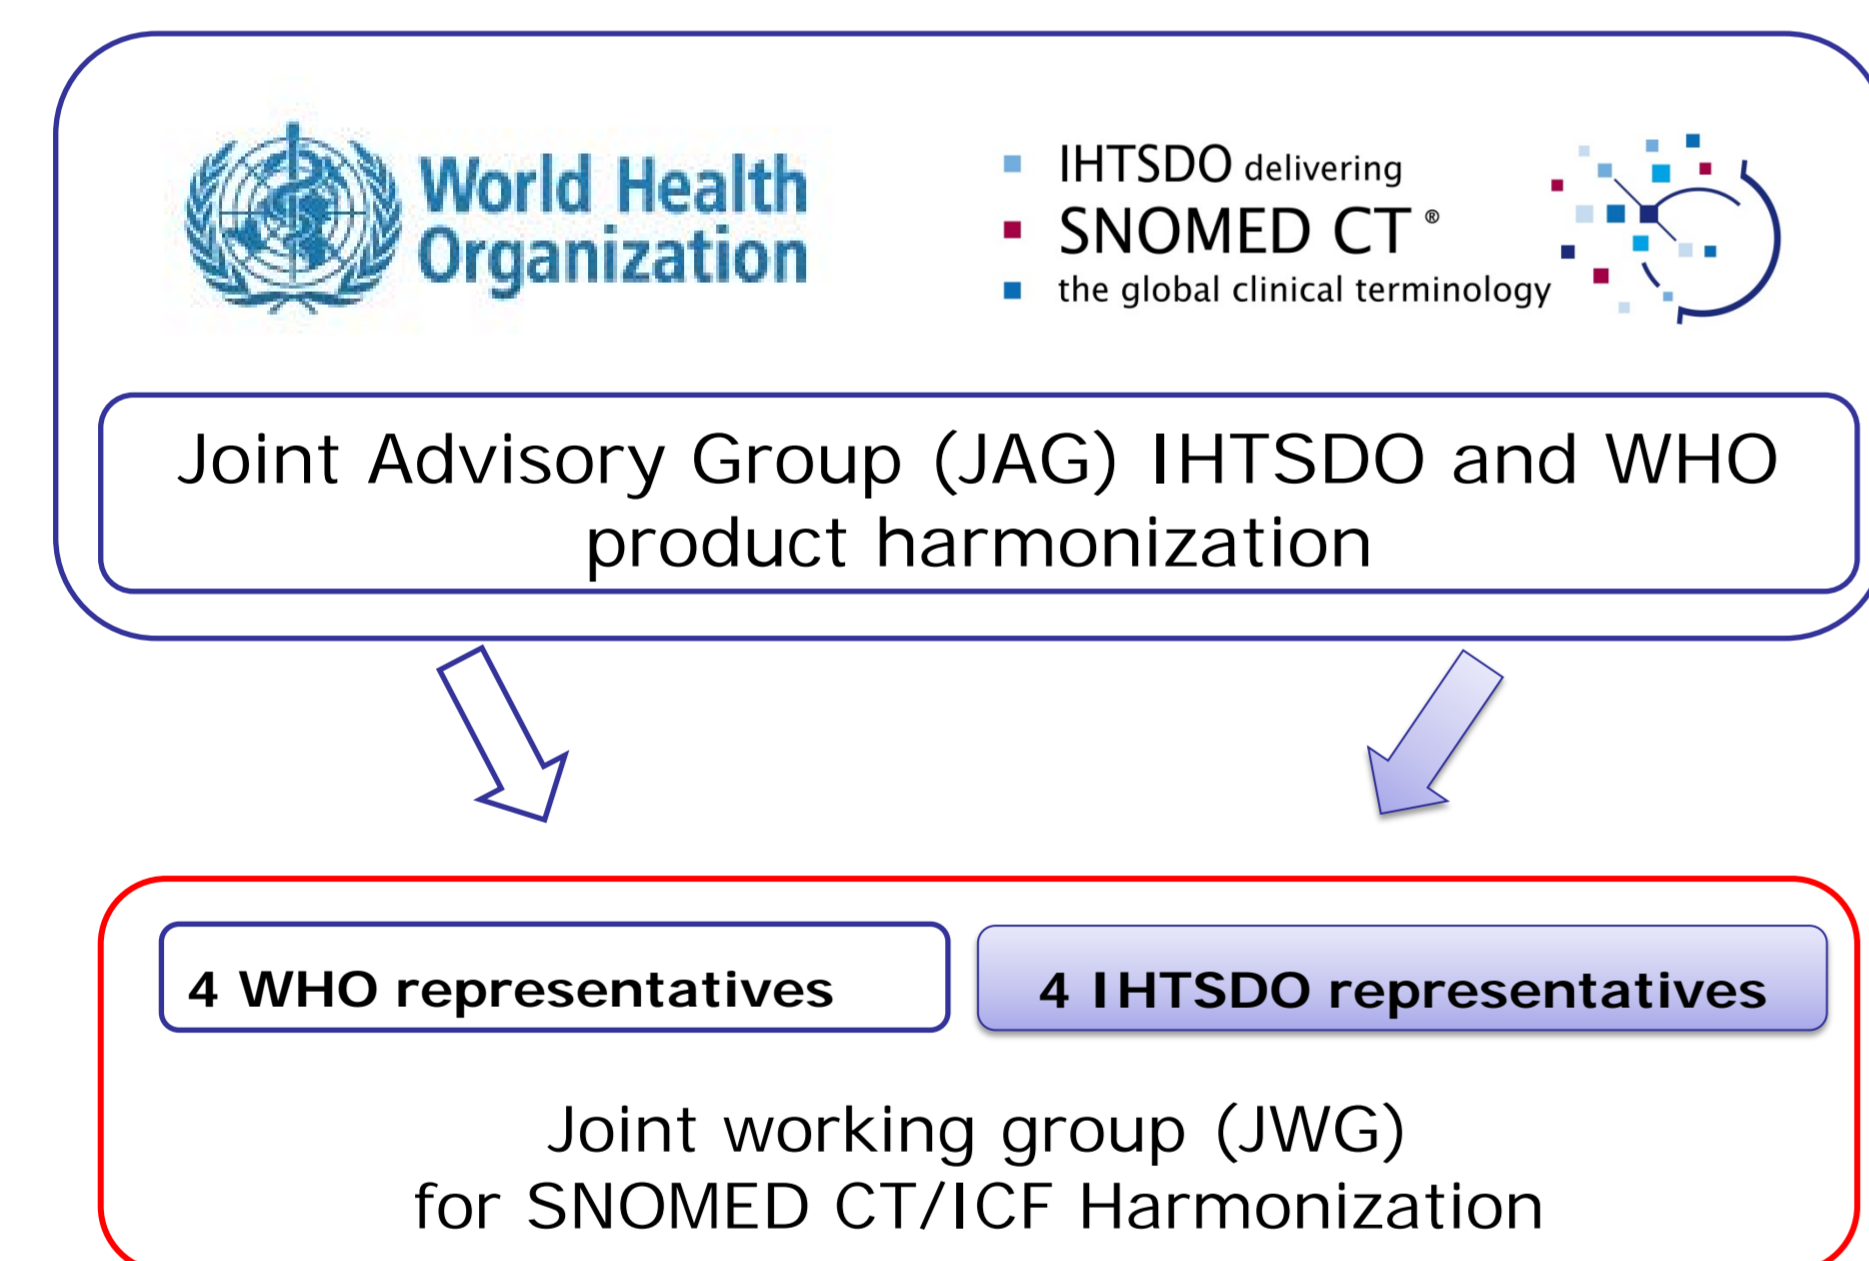 World Health
Organization
IHTSDO delivering
SNOMED CT®
the global clinical terminology
Joint Advisory Group (JAG) IHTSDO and WHO
product harmonization
4 WHO representatives
4 IHTSDO representatives
Joint working group (JWG)
for SNOMED CT/ICF Harmonization